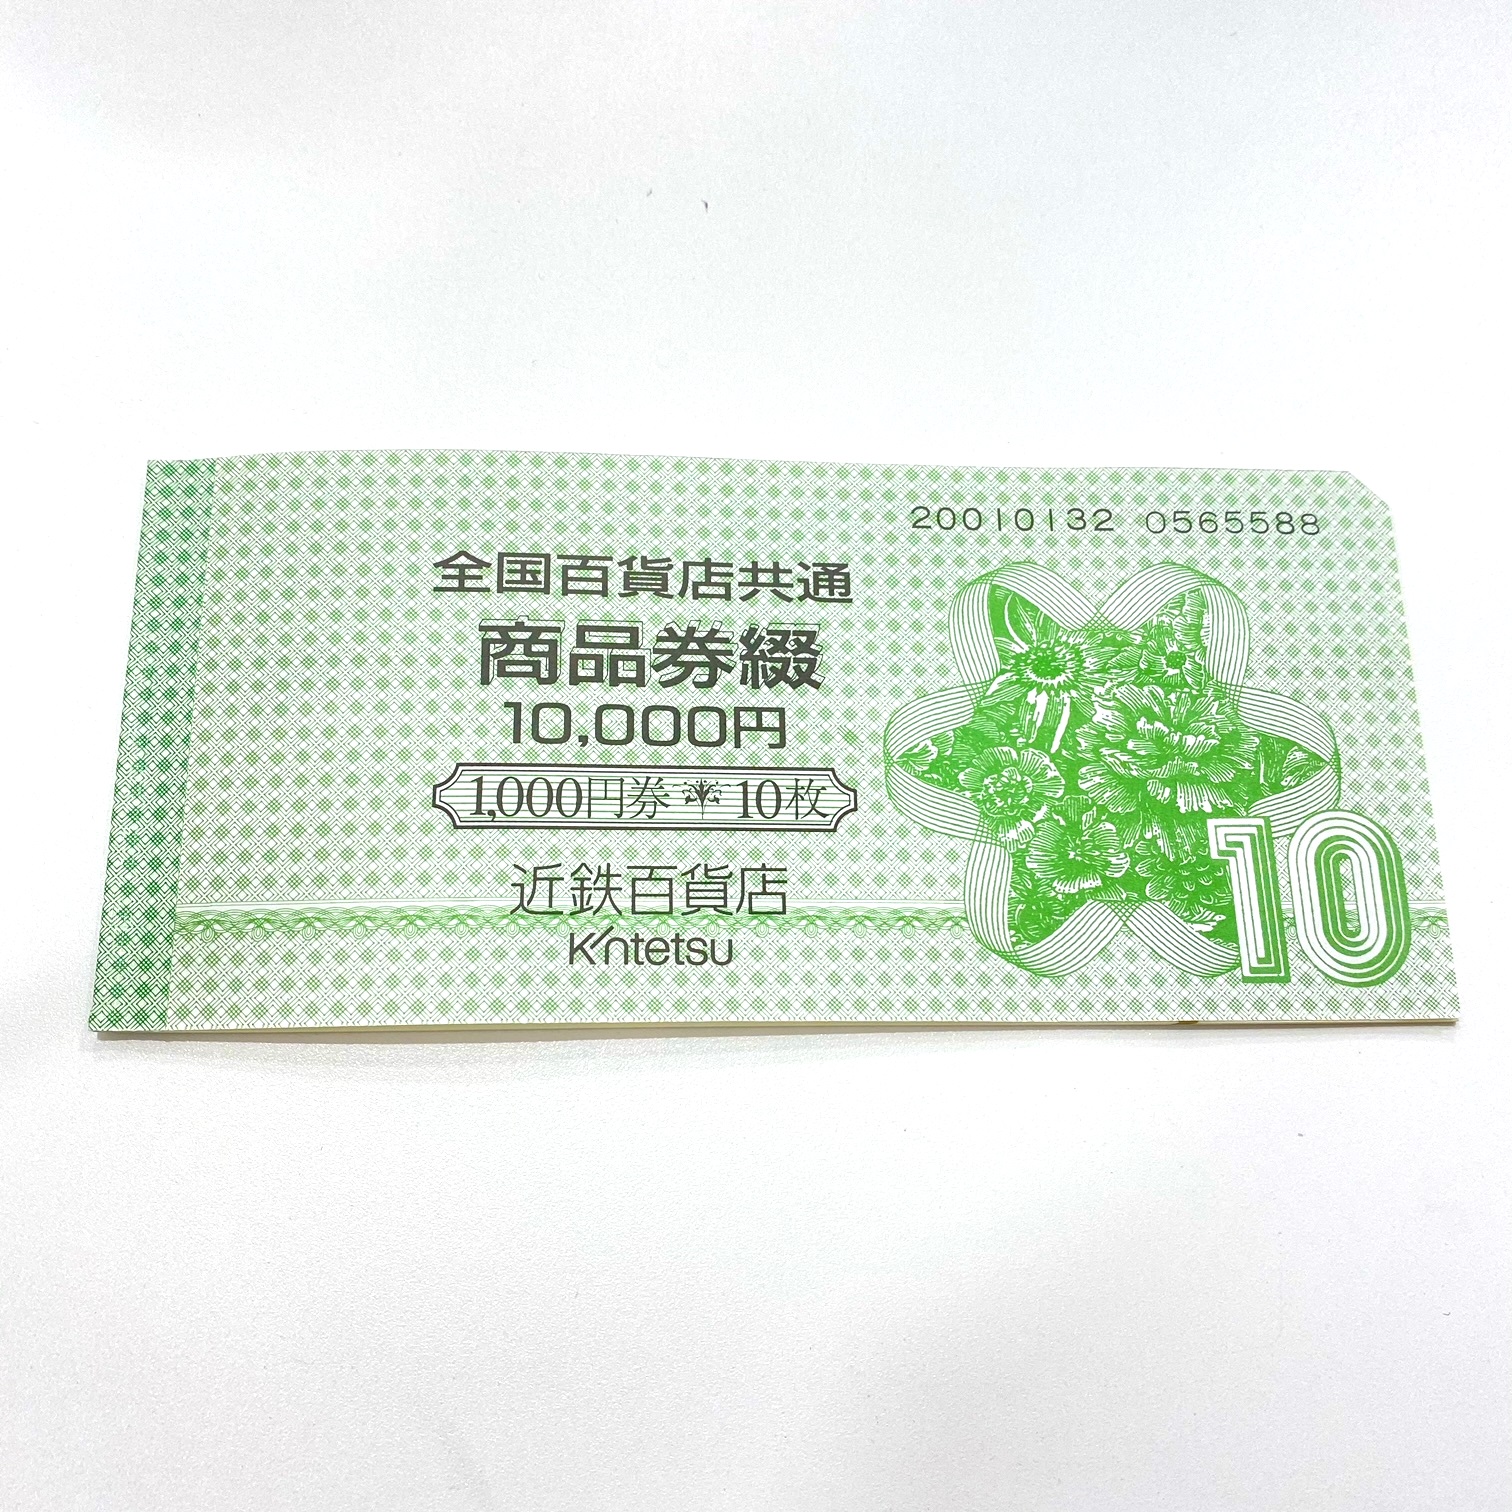 20010132 0565588
全国百貨店共通
商品券綴
10,000円
1,000円券 10枚
近鉄百貨店
Kintetsu
10